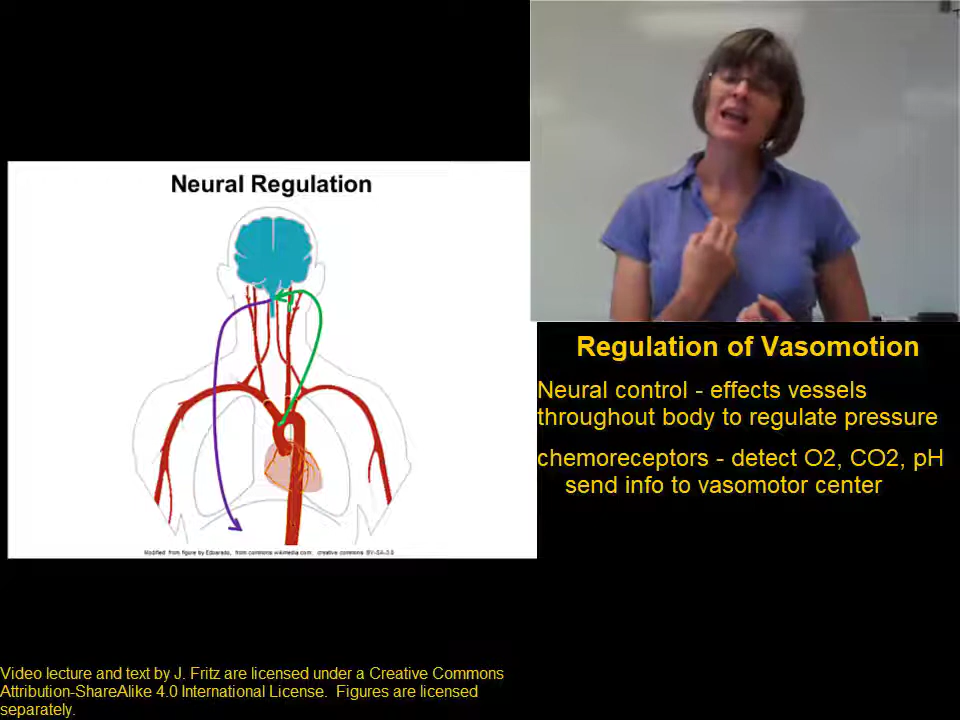 Neural Regulation
Modified from figure by Edoarado, from commons.wikimedia.com, creative commons BY-SA-3.0
Regulation of Vasomotion
Neural control - effects vessels
throughout body to regulate pressure
chemoreceptors - detect O2, CO2, pH
send info to vasomotor center
Video lecture and text by J. Fritz are licensed under a Creative Commons
Attribution-ShareAlike 4.0 International License.  Figures are licensed
separately.